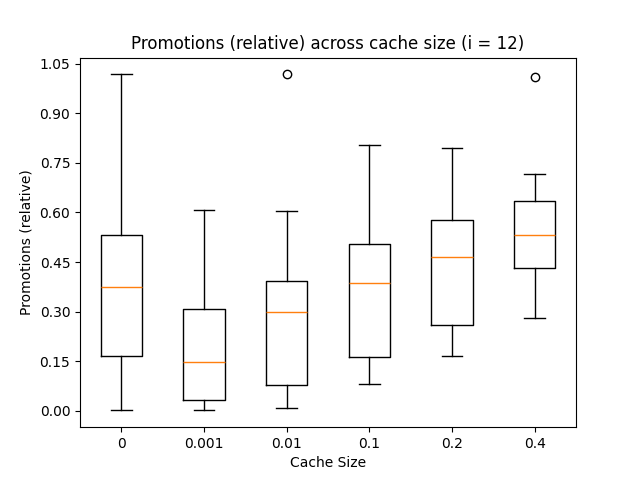 Promotions (relative) across cache size (i = 12)
1.05
0.90
0.75
0.60
0.45
0.30
0.15
0.00
Promotions (relative)
0 0.001 0.01 0.1 0.2 0.4
Cache Size